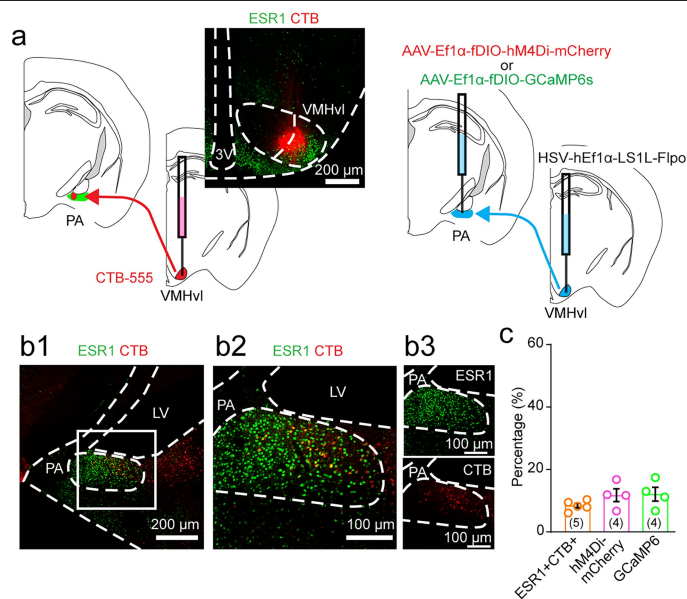 a
ESR1 CTB
VMHvl
3V
200 μm
PA
CTB-555
VMHvl
AAV-Ef1α-fDIO-hM4Di-mCherry
or
AAV-Ef1α-fDIO-GCaMP6s
HSV-hEf1α-LS1L-Flpo
PA
VMHvl
b1
ESR1 CTB
LV
PA
200 μm
b2
ESR1 CTB
LV
PA
100 μm
b3
PA
ESR1
100 μm
CTB
PA
100 μm
c
Percentage (%)
60
40
20
0
(5)
(4)
(4)
ESR1+CTB+
hM4Di-
mCherry
GCaMP6